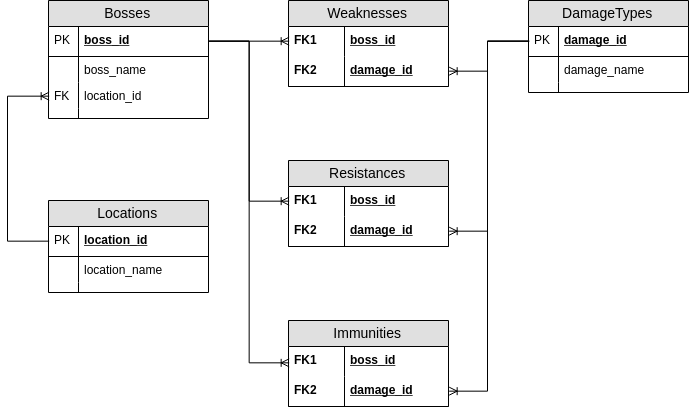 Bosses
PK boss_id
boss_name
FK location_id
Locations
PK location_id
location_name
Weaknesses
FK1 boss_id
FK2 damage_id
Resistances
FK1 boss_id
FK2 damage_id
Immunities
FK1 boss_id
FK2 damage_id
DamageTypes
PK damage_id
damage_name